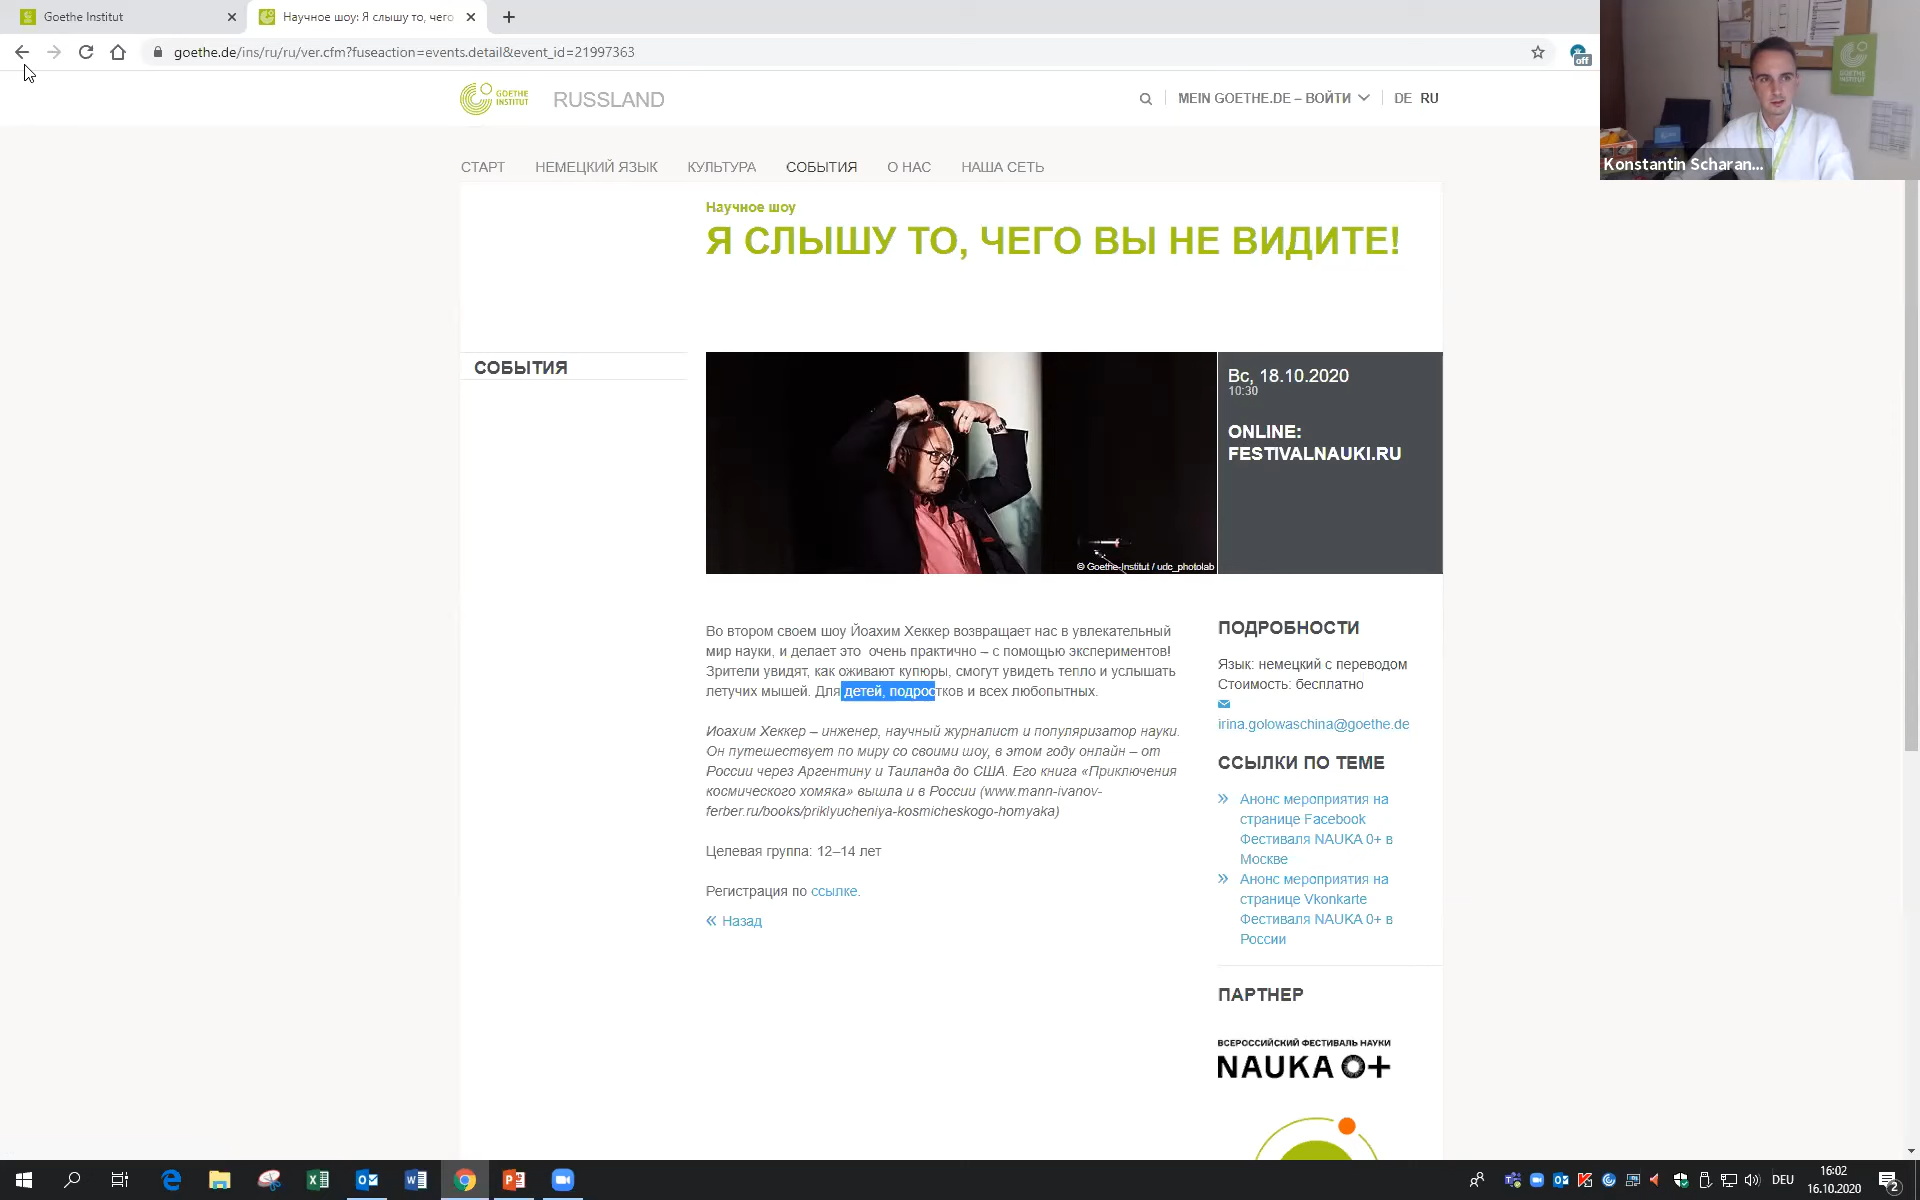 Goethe Institut
Научное шоу: Я слышу то, чего
goethe.de/ins/ru/ru/ver.cfm?fuseaction=events.detail&event_id=21997363
off
GOETHE
INSTITUT
RUSSLAND
MEIN GOETHE.DE – ВОЙТИ
DE RU
GOETHE
INSTITUT
Konstantin Scharan...
СТАРТ
НЕМЕЦКИЙ ЯЗЫК
КУЛЬТУРА
СОБЫТИЯ
О НАС
НАША СЕТЬ
Научное шоу
Я СЛЫШУ ТО, ЧЕГО ВЫ НЕ ВИДИТЕ!
СОБЫТИЯ
Вс, 18.10.2020
10:30
ONLINE:
FESTIVALNAUKI.RU
© Goethe-Institut / udc_photolab
Во втором своем шоу Йоахим Хеккер возвращает нас в увлекательный
мир науки, и делает это очень практично – с помощью экспериментов!
Зрители увидят, как оживают купюры, смогут увидеть тепло и услышать
летучих мышей. Для детей, подростков и всех любопытных.
Йоахим Хеккер – инженер, научный журналист и популяризатор науки.
Он путешествует по миру со своими шоу, в этом году онлайн – от
России через Аргентину и Таиланда до США. Его книга «Приключения
космического хомяка» вышла и в России (www.mann-ivanov-
ferber.ru/books/priklyucheniya-kosmicheskogo-homyaka)
Целевая группа: 12–14 лет
Регистрация по ссылке.
Назад
ПОДРОБНОСТИ
Язык: немецкий с переводом
Стоимость: бесплатно
irina.golowaschina@goethe.de
ССЫЛКИ ПО ТЕМЕ
Анонс мероприятия на
странице Facebook
Фестиваля NAUKA 0+ в
Москве
Анонс мероприятия на
странице Vkonkarte
Фестиваля NAUKA 0+ в
России
ПАРТНЕР
ВСЕРОССИЙСКИЙ ФЕСТИВАЛЬ НАУКИ
NAUKA 0+
DEU
16:02
16.10.2020
2